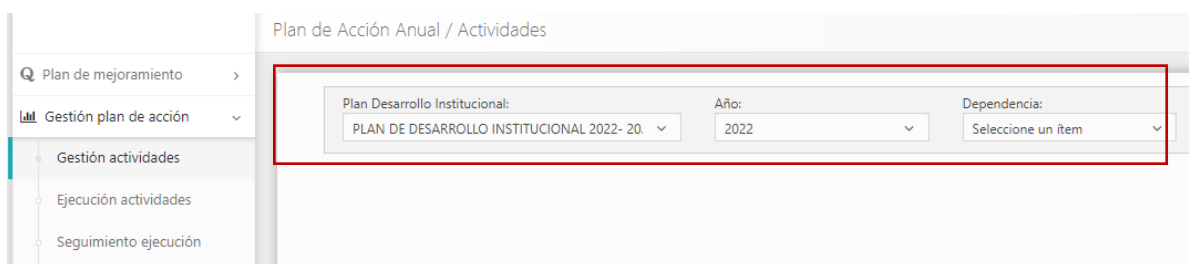 Plan de Acción Anual / Actividades
Plan de mejoramiento
Gestión plan de acción
Gestión actividades
Ejecución actividades
Seguimiento ejecución
Plan Desarrollo Institucional: Año: Dependencia:
PLAN DE DESARROLLO INSTITUCIONAL 2022- 20. 2022 Seleccione un ítem